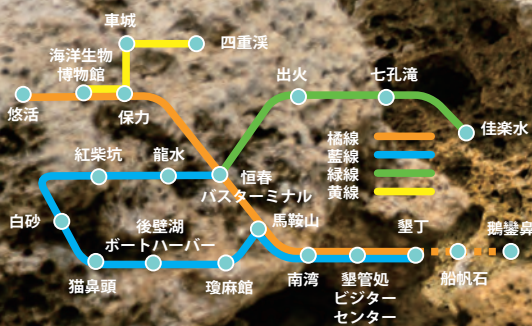 車城
四重渓
海洋生物
博物館
悠活
保力
出火
七孔滝
佳楽水
橘線
藍線
緑線
黄線
紅柴坑
龍水
恒春
バスターミナル
白砂
後壁湖
ボートハーバー
馬鞍山
猫鼻頭
瓊麻館
南湾
墾管処
ビジター
センター
墾丁
船帆石
鵝鑾鼻